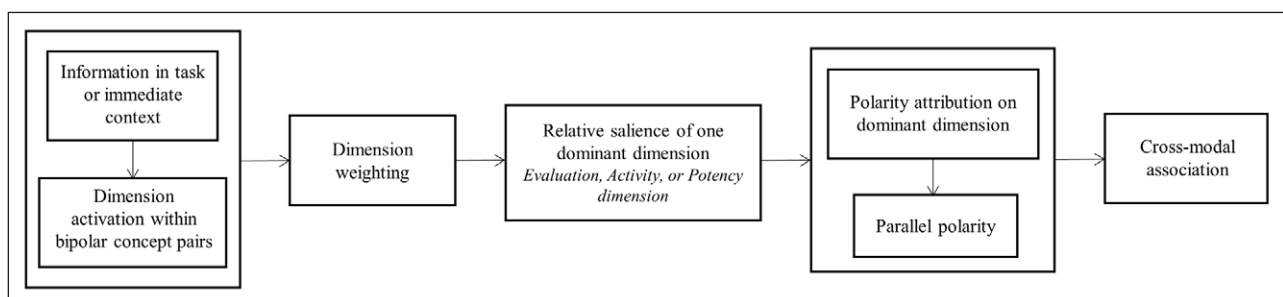 Information in task
or immediate
context
Dimension
activation within
bipolar concept pairs
Dimension
weighting
Relative salience of one
dominant dimension
Evaluation, Activity, or Potency
dimension
Polarity attribution on
dominant dimension
Parallel polarity
Cross-modal
association